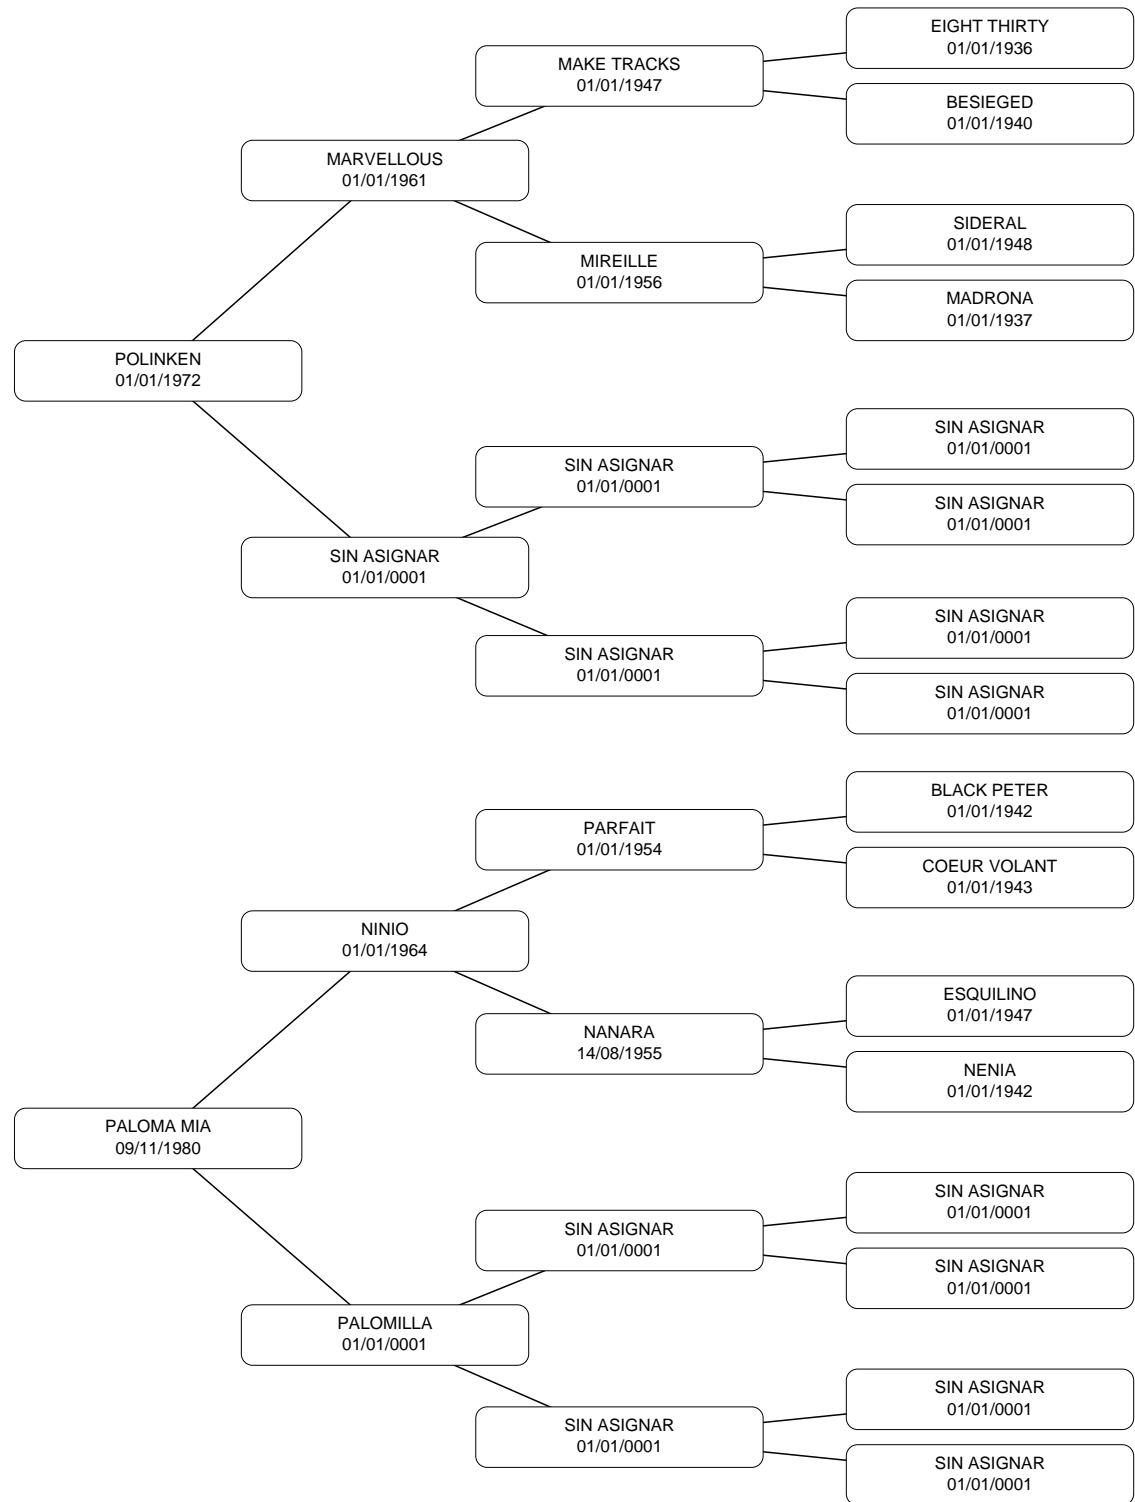 EIGHT THIRTY
01/01/1936
MAKE TRACKS
01/01/1947
BESIEGED
01/01/1940
MARVELLOUS
01/01/1961
SIDERAL
01/01/1948
MIREILLE
01/01/1956
MADRONA
01/01/1937
POLINKEN
01/01/1972
SIN ASIGNAR
01/01/0001
SIN ASIGNAR
01/01/0001
SIN ASIGNAR
01/01/0001
SIN ASIGNAR
01/01/0001
SIN ASIGNAR
01/01/0001
SIN ASIGNAR
01/01/0001
SIN ASIGNAR
01/01/0001
BLACK PETER
01/01/1942
PARFAIT
01/01/1954
COEUR VOLANT
01/01/1943
NINIO
01/01/1964
ESQUILINO
01/01/1947
NANARA
14/08/1955
NENIA
01/01/1942
PALOMA MIA
09/11/1980
SIN ASIGNAR
01/01/0001
SIN ASIGNAR
01/01/0001
SIN ASIGNAR
01/01/0001
PALOMILLA
01/01/0001
SIN ASIGNAR
01/01/0001
SIN ASIGNAR
01/01/0001
SIN ASIGNAR
01/01/0001